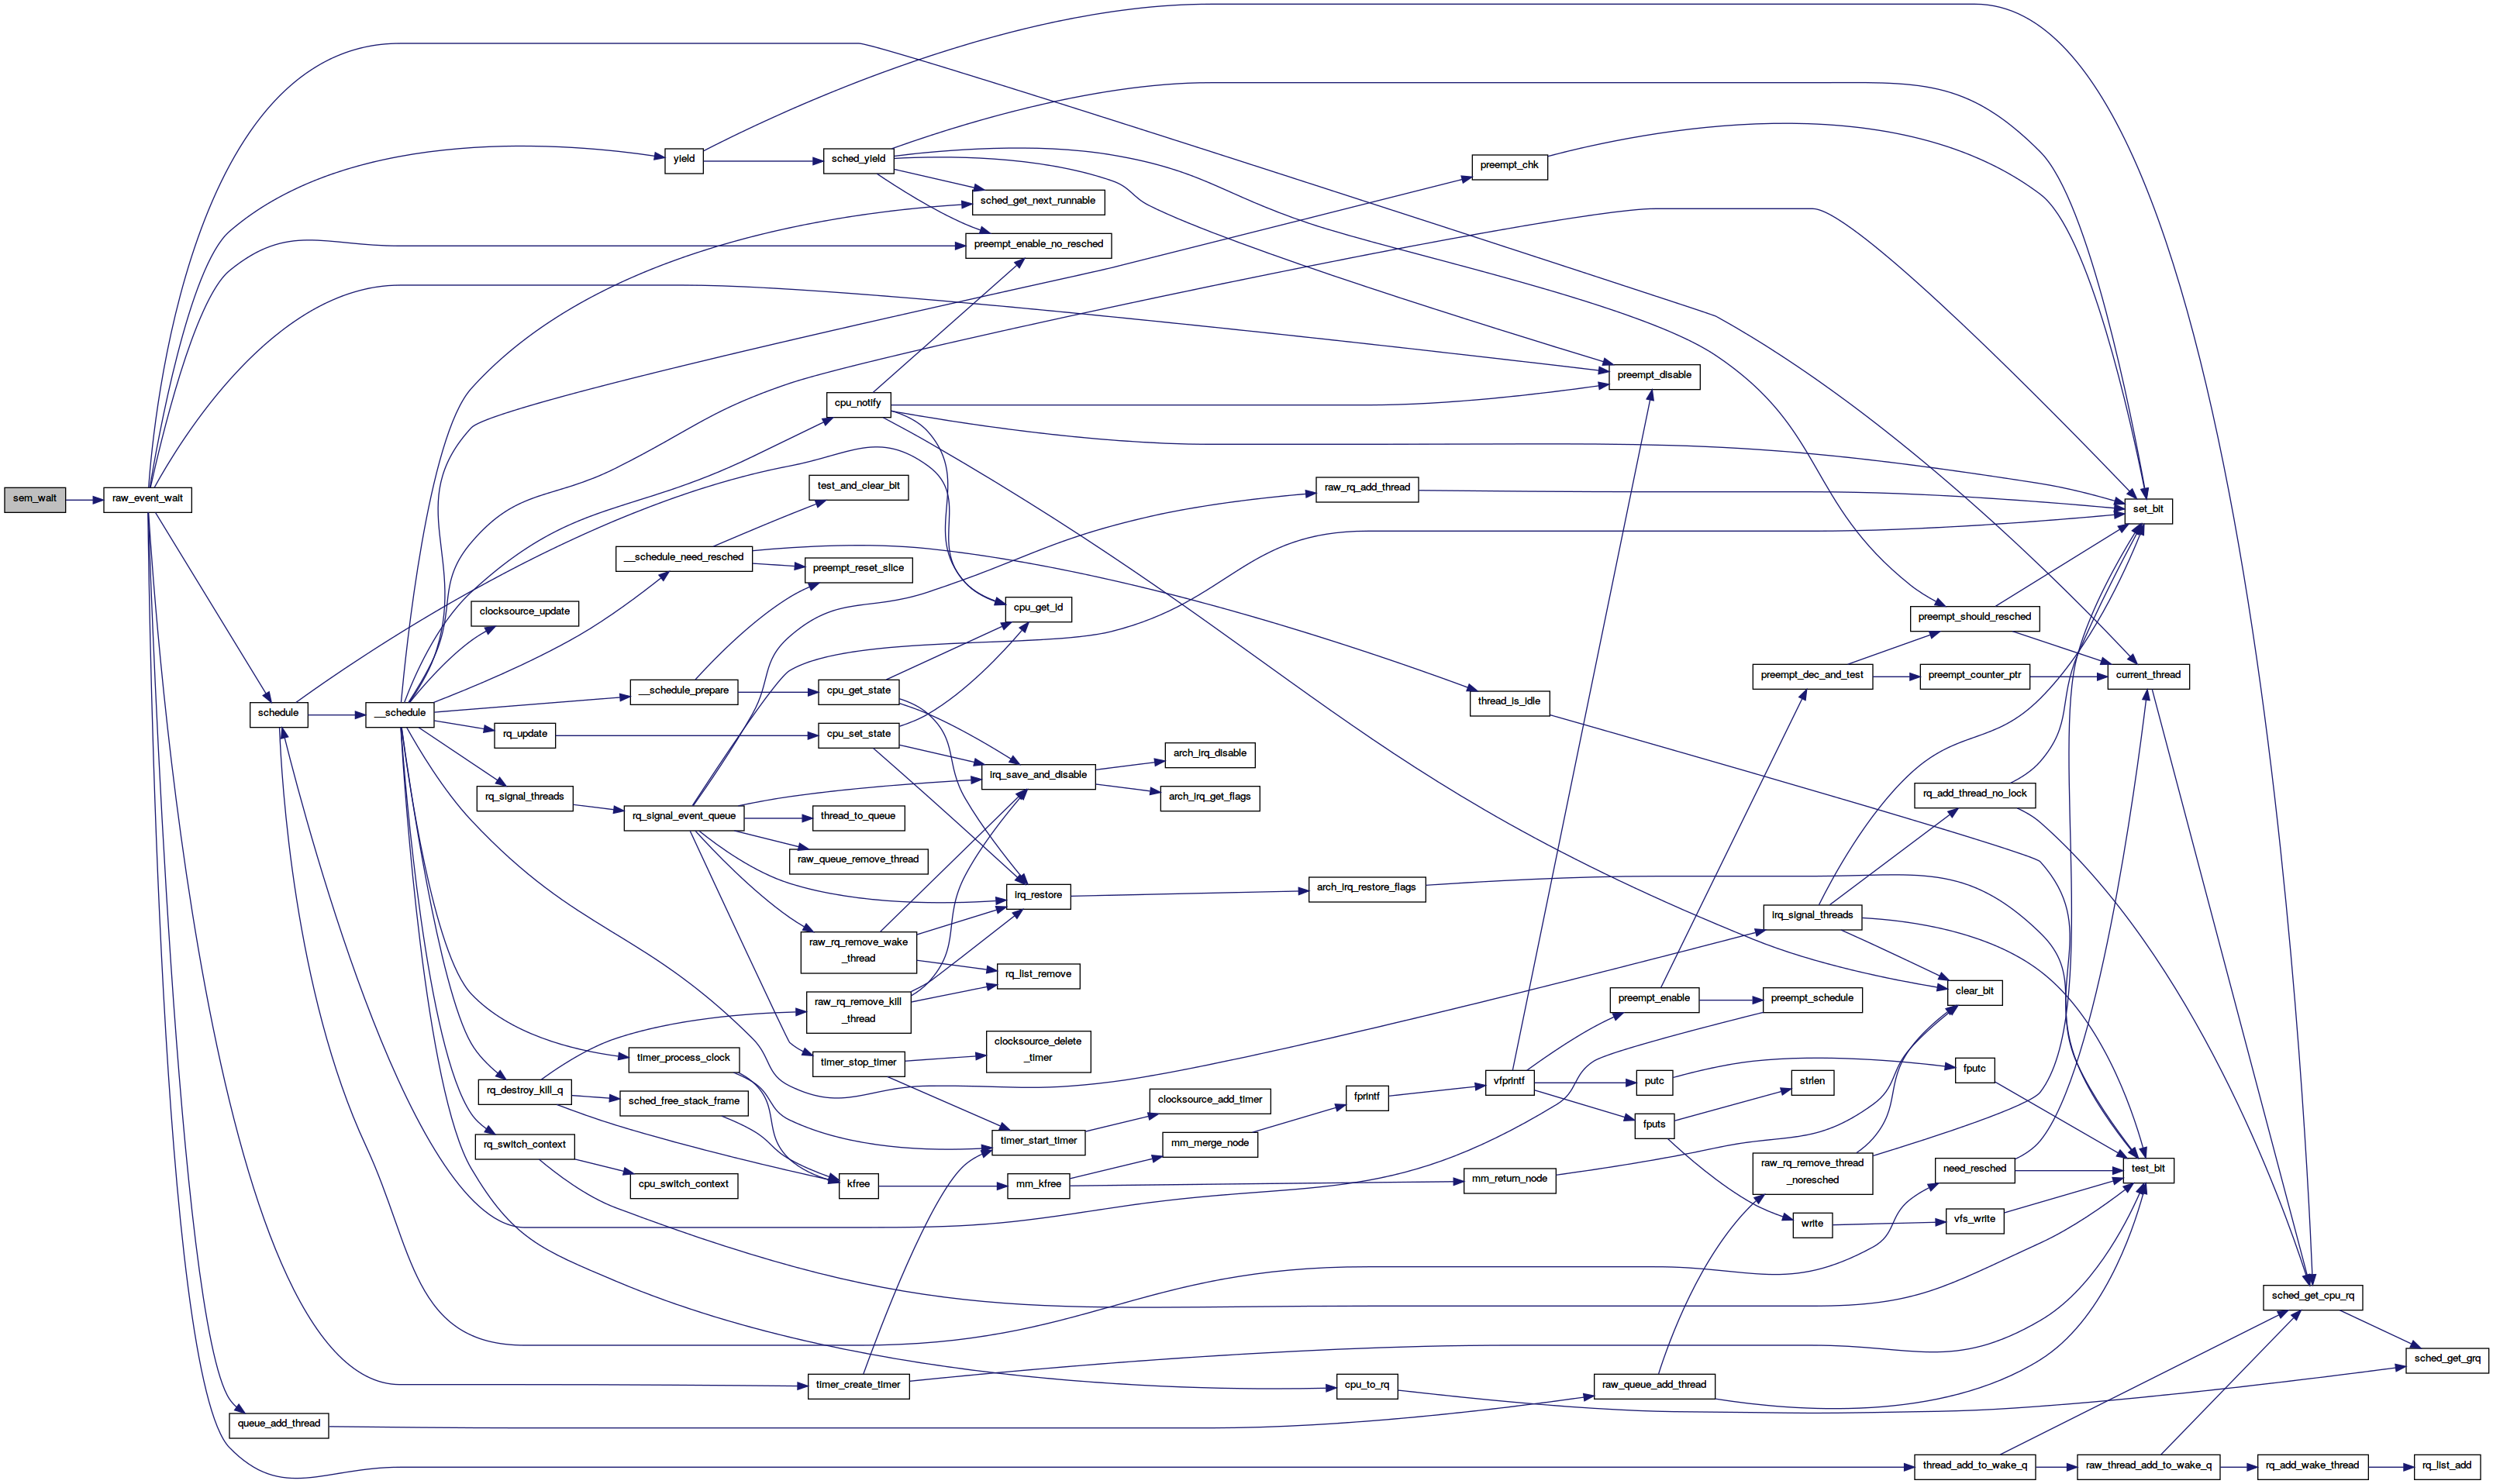 yield
sched_yield
preempt_chk
sched_get_next_runnable
preempt_enable_no_resched
preempt_disable
cpu_notify
test_and_clear_bit
raw_rq_add_thread
sem_wait
raw_event_wait
set_bit
__schedule_need_resched
preempt_reset_slice
clocksource_update
cpu_get_id
preempt_should_resched
preempt_dec_and_test
preempt_counter_ptr
current_thread
__schedule_prepare
cpu_get_state
thread_is_idle
schedule
__schedule
rq_update
cpu_set_state
arch_irq_disable
irq_save_and_disable
rq_signal_threads
arch_irq_get_flags
rq_add_thread_no_lock
rq_signal_event_queue
thread_to_queue
raw_queue_remove_thread
irq_restore
arch_irq_restore_flags
irq_signal_threads
raw_rq_remove_wake
_thread
rq_list_remove
clear_bit
raw_rq_remove_kill
_thread
preempt_enable
preempt_schedule
timer_process_clock
timer_stop_timer
clocksource_delete
_timer
rq_destroy_kill_q
sched_free_stack_frame
clocksource_add_timer
fprintf
vfprintf
putc
strlen
fputc
rq_switch_context
timer_start_timer
mm_merge_node
fputs
cpu_switch_context
kfree
mm_kfree
mm_return_node
raw_rq_remove_thread
_noresched
need_resched
test_bit
write
vfs_write
sched_get_cpu_rq
sched_get_grq
timer_create_timer
cpu_to_rq
raw_queue_add_thread
queue_add_thread
thread_add_to_wake_q
raw_thread_add_to_wake_q
rq_add_wake_thread
rq_list_add